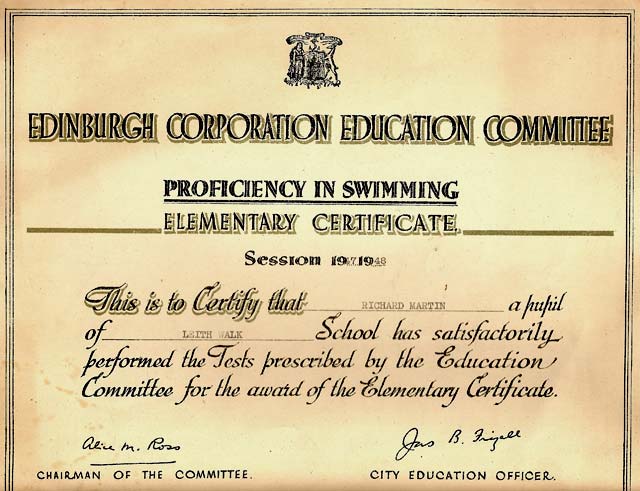 EDINBURGH CORPORATION EDUCATION COMMITTEE
PROFICIENCY IN SWIMMING
ELEMENTARY CERTIFICATE
Session 1947 1948
This is to Certify that RICHARD MARTIN a pupil
of LEITH WALK School has satisfactorily
performed the Tests prescribed by the Education
Committee for the award of the Elementary Certificate.
Alice M. Ross Jas B. Frizell
CHAIRMAN OF THE COMMITTEE. CITY EDUCATION OFFICER.